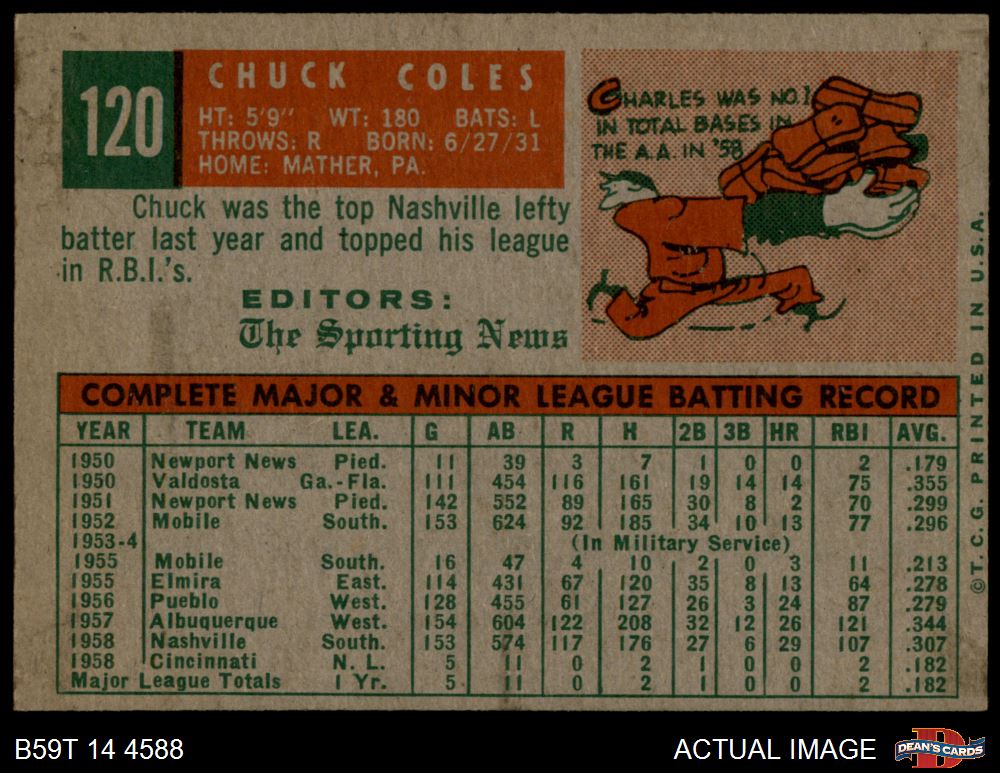 120
CHUCK COLES
HT: 5'9" WT: 180 BATS: L
THROWS: R BORN: 6/27/31
HOME: MATHER, PA.
CHARLES WAS NO.1
IN TOTAL BASES IN
THE A.A. IN '58
Chuck was the top Nashville lefty
batter last year and topped his league
in R.B.I.'s.
EDITORS:
The Sporting News
COMPLETE MAJOR & MINOR LEAGUE BATTING RECORD
YEAR TEAM LEA. G AB R H 2B 3B HR RBI AVG.
1950 Newport News Pied. 11 39 3 7 1 0 0 2 .179
1950 Valdosta Ga.-Fla. 111 454 116 161 19 14 14 75 .355
1951 Newport News Pied. 142 552 89 165 30 8 2 70 .299
1952 Mobile South. 153 624 92 185 34 10 13 77 .296
1953-4 (In Military Service)
1955 Mobile South. 16 47 4 10 2 0 3 11 .213
1955 Elmira East. 114 431 67 120 35 8 13 64 .278
1956 Pueblo West. 128 455 61 127 26 3 24 87 .279
1957 Albuquerque West. 154 604 122 208 32 12 26 121 .344
1958 Nashville South. 153 574 117 176 27 6 29 107 .307
1958 Cincinnati N. L. 5 11 0 2 1 0 0 2 .182
Major League Totals 1 Yr. 5 11 0 2 1 0 0 2 .182
© T.C.G. PRINTED IN U.S.A.
B59T 14 4588
ACTUAL IMAGE
DEAN'S CARDS